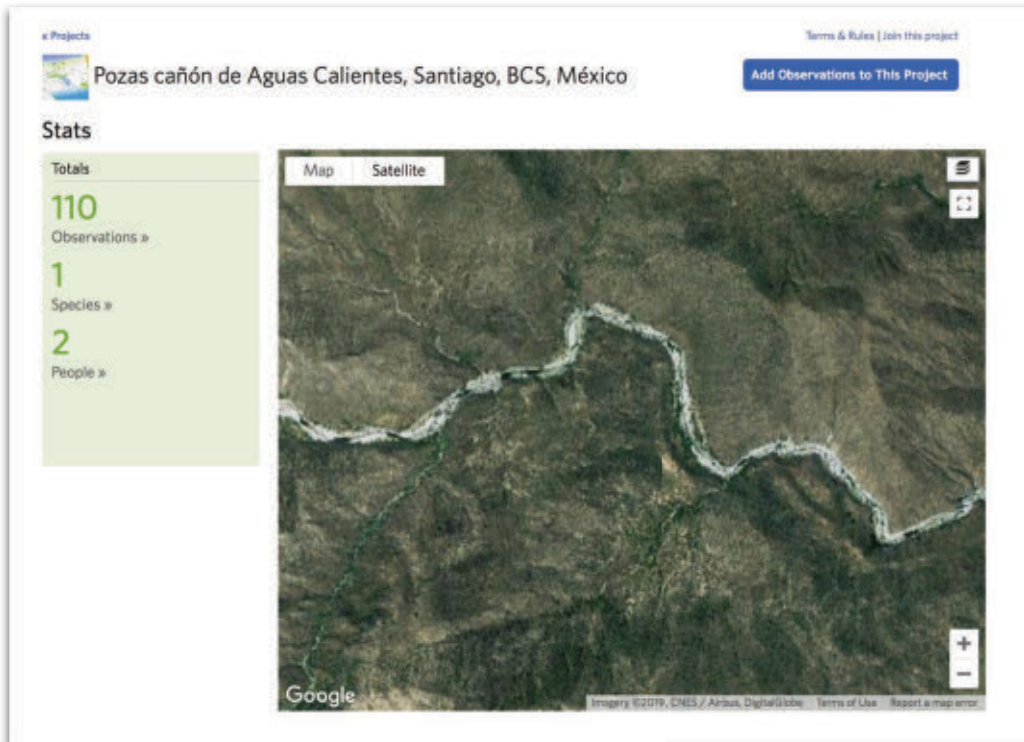 « Projects
Terms & Rules | Join this project
Pozas cañón de Aguas Calientes, Santiago, BCS, México
Add Observations to This Project
Stats
Totals
110
Observations »
1
Species »
2
People »
Map
Satellite
+
−
Google
Imagery ©2019, CNES / Airbus, DigitalGlobe
Terms of Use
Report a map error